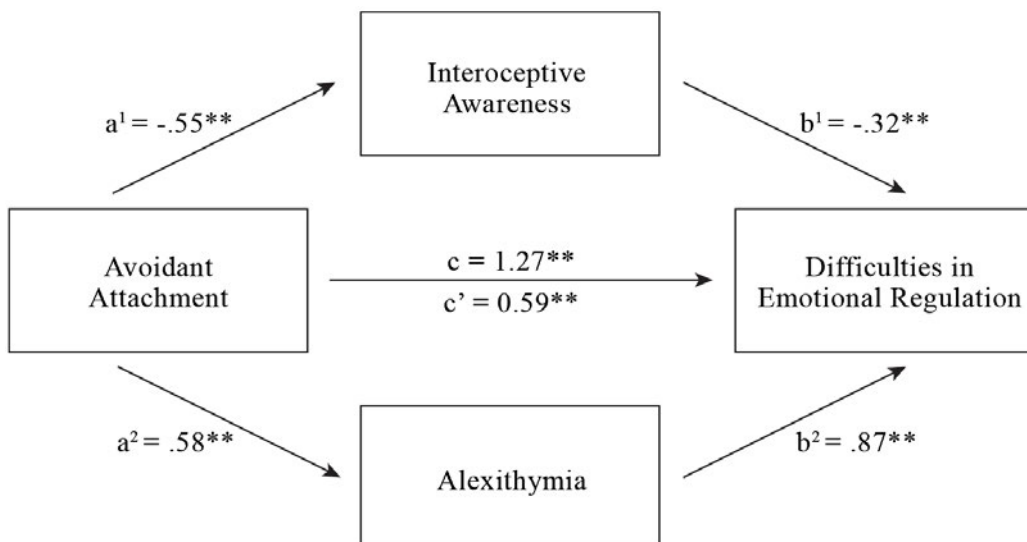 Interoceptive
Awareness
a¹ = -.55**
b¹ = -.32**
Avoidant
Attachment
c = 1.27**
c’ = 0.59**
Difficulties in
Emotional Regulation
a² = .58**
b² = .87**
Alexithymia